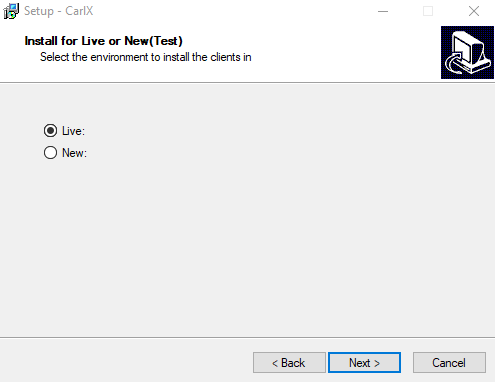 Setup - CarIX
Install for Live or New(Test)
Select the environment to install the clients in
Live:
New:
< Back
Next >
Cancel